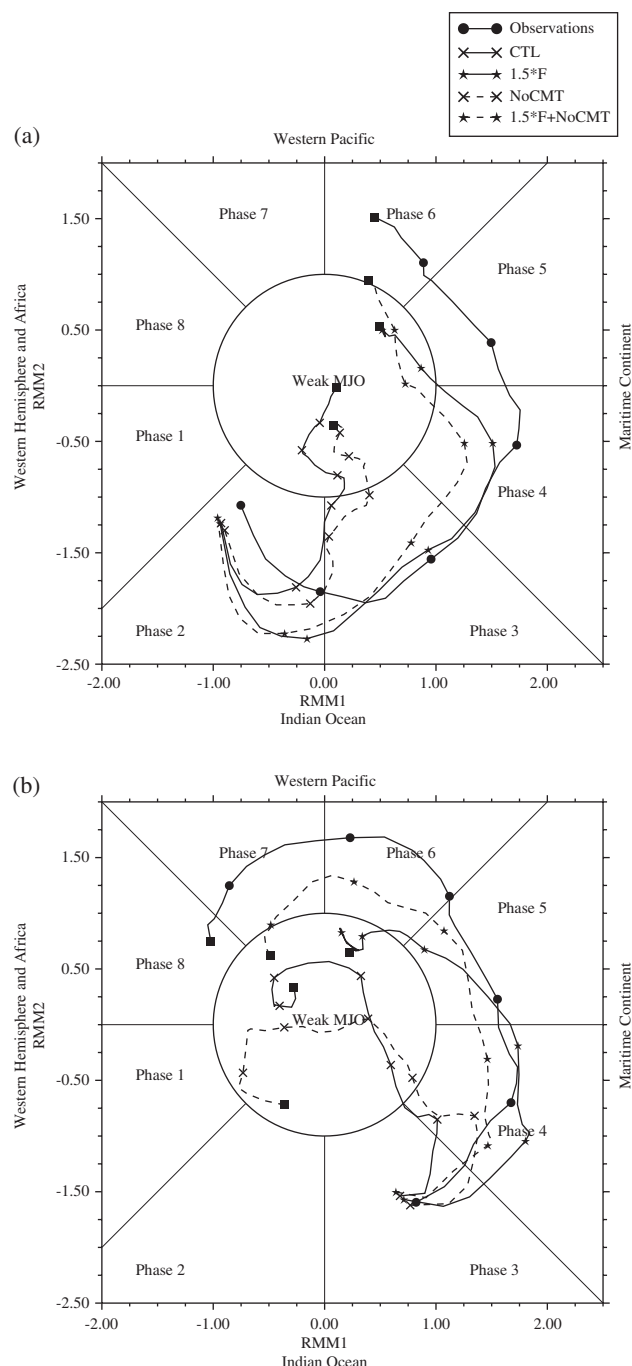 Observations
CTL
1.5*F
NoCMT
1.5*F+NoCMT
(a)
Western Pacific
Phase 7
Phase 6
1.50
Phase 5
Phase 8
0.50
Western Hemisphere and Africa
RMM2
Weak MJO
Maritime Continent
Phase 1
-0.50
Phase 4
-1.50
Phase 2
Phase 3
-2.50
-2.00
-1.00
0.00
1.00
2.00
RMM1
Indian Ocean
(b)
Western Pacific
Phase 7
Phase 6
1.50
Phase 5
Phase 8
0.50
Western Hemisphere and Africa
RMM2
Weak MJO
Maritime Continent
Phase 1
-0.50
Phase 4
-1.50
Phase 2
Phase 3
-2.50
-2.00
-1.00
0.00
1.00
2.00
RMM1
Indian Ocean